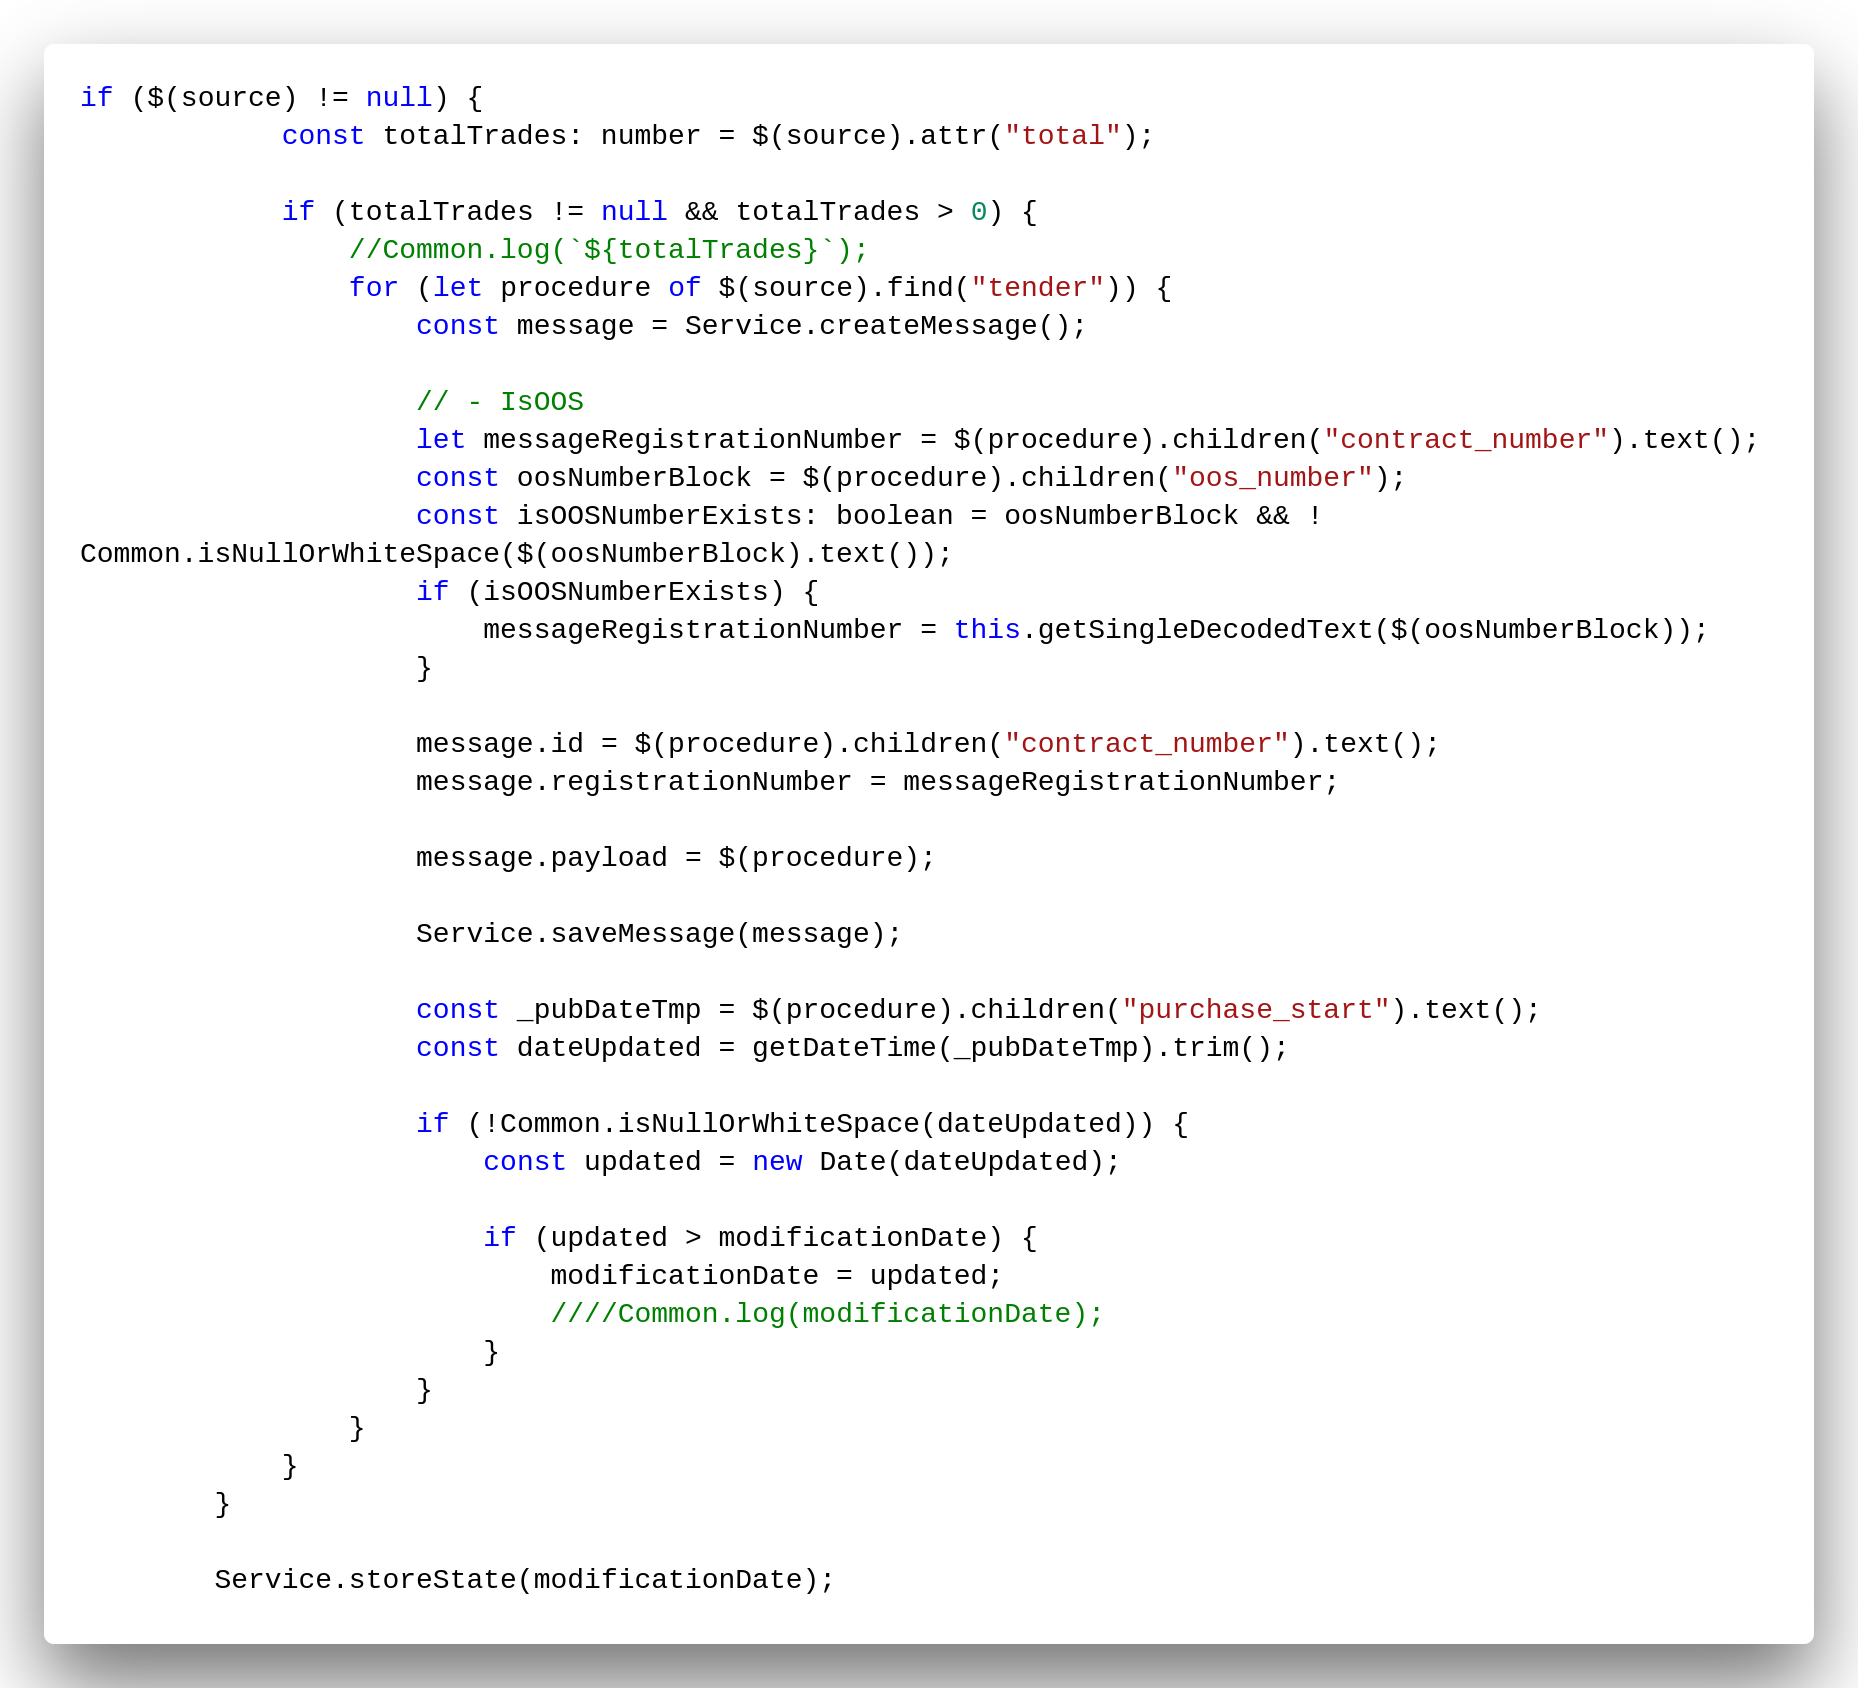 if ($(source) != null) {
            const totalTrades: number = $(source).attr("total");

            if (totalTrades != null && totalTrades > 0) {
                //Common.log(`${totalTrades}`);
                for (let procedure of $(source).find("tender")) {
                    const message = Service.createMessage();

                    // - IsOOS
                    let messageRegistrationNumber = $(procedure).children("contract_number").text();
                    const oosNumberBlock = $(procedure).children("oos_number");
                    const isOOSNumberExists: boolean = oosNumberBlock && !
Common.isNullOrWhiteSpace($(oosNumberBlock).text());
                    if (isOOSNumberExists) {
                        messageRegistrationNumber = this.getSingleDecodedText($(oosNumberBlock));
                    }

                    message.id = $(procedure).children("contract_number").text();
                    message.registrationNumber = messageRegistrationNumber;

                    message.payload = $(procedure);

                    Service.saveMessage(message);

                    const _pubDateTmp = $(procedure).children("purchase_start").text();
                    const dateUpdated = getDateTime(_pubDateTmp).trim();

                    if (!Common.isNullOrWhiteSpace(dateUpdated)) {
                        const updated = new Date(dateUpdated);

                        if (updated > modificationDate) {
                            modificationDate = updated;
                            ////Common.log(modificationDate);
                        }
                    }
                }
            }
        }

        Service.storeState(modificationDate);